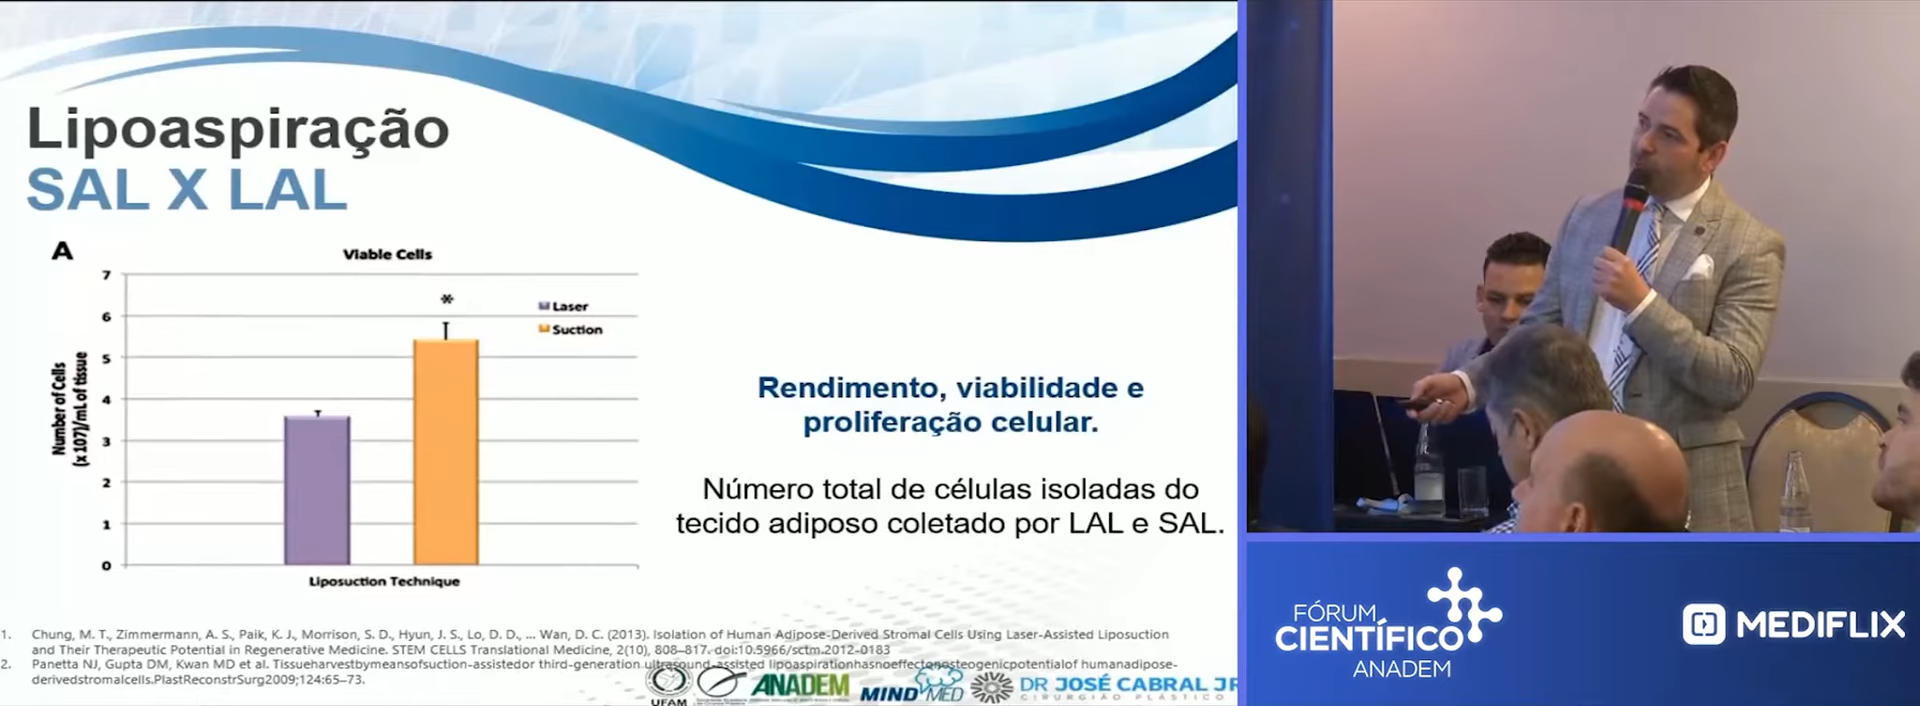 Lipoaspiração
SAL X LAL
A
Viable Cells
7
6
5
4
3
2
1
0
*
Laser
Suction
Number of Cells
(x 107)/mL of tissue
Liposuction Technique
Rendimento, viabilidade e
proliferação celular.
Número total de células isoladas do
tecido adiposo coletado por LAL e SAL.
1. Chung, M. T., Zimmermann, A. S., Paik, K. J., Morrison, S. D., Hyun, J. S., Lo, D. D., ... Wan, D. C. (2013). Isolation of Human Adipose-Derived Stromal Cells Using Laser-Assisted Liposuction
and Their Therapeutic Potential in Regenerative Medicine. STEM CELLS Translational Medicine, 2(10), 808–817. doi:10.5966/sctm.2012-0183
2. Panetta NJ, Gupta DM, Kwan MD et al. Tissueharvestbymeansofsuction-assistedor third-generation ultrasound-assisted lipoaspirationhasnoeffectonosteogenicpotentialof humanadipose-
derivedstromalcells.PlastReconstrSurg2009;124:65–73.
UFAM
ANADEM
MINDMED
DR JOSÉ CABRAL JR
CIRURGIÃO PLÁSTICO
FÓRUM
CIENTÍFICO
ANADEM
MEDIFLIX